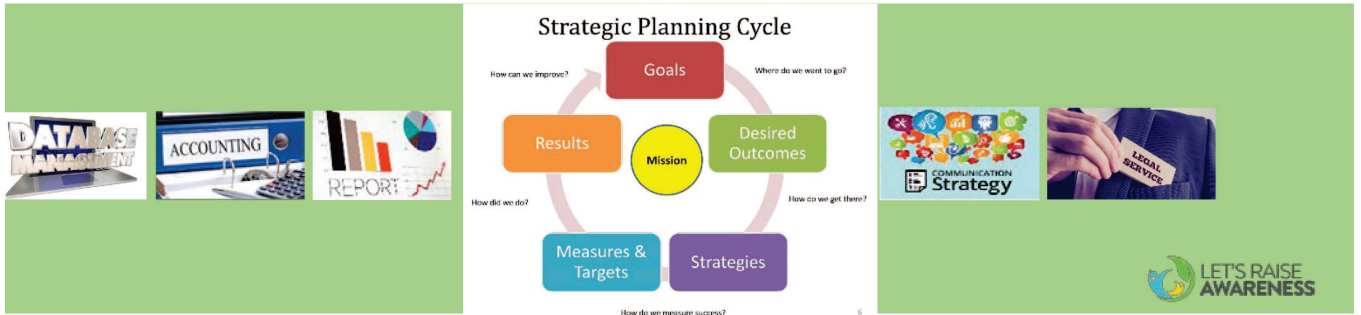 DATABASE
MANAGEMENT
ACCOUNTING
REPORT
Strategic Planning Cycle
Goals
Where do we want to go?
Desired
Outcomes
How do we get there?
Strategies
How do we measure success?
Measures &
Targets
How did we do?
Results
How can we improve?
Mission
6
COMMUNICATION
Strategy
LEGAL
SERVICE
LET'S RAISE
AWARENESS